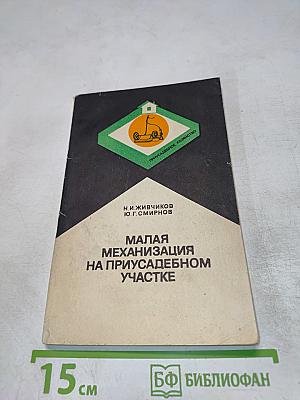 ПРИУСАДЕБНОЕ ХОЗЯЙСТВО
Н.И.ЖИВЧИКОВ
Ю.Г.СМИРНОВ
МАЛАЯ
МЕХАНИЗАЦИЯ
НА ПРИУСАДЕБНОМ
УЧАСТКЕ
15 см
БФ БИБЛИОФАН